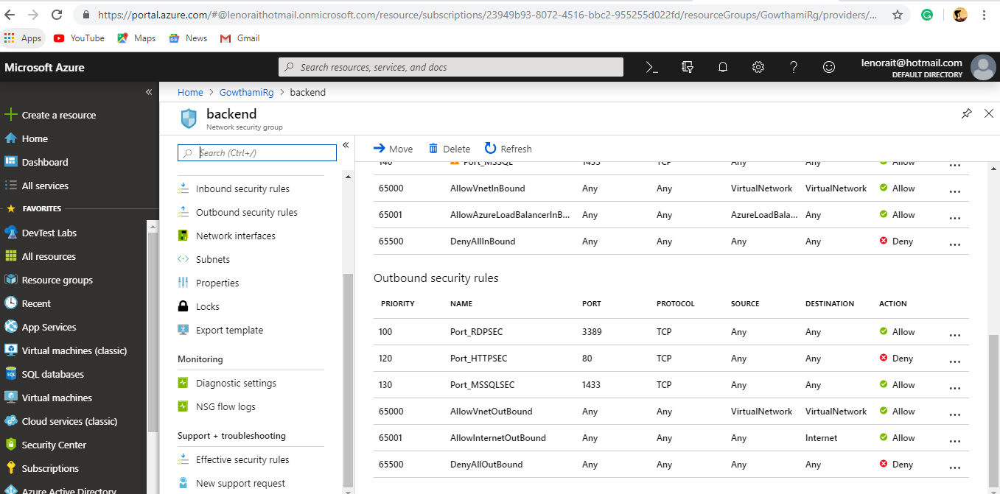 https://portal.azure.com/#@lenoraithotmail.onmicrosoft.com/resource/subscriptions/23949b93-8072-4516-bbc2-955255d022fd/resourceGroups/GowthamiRg/providers/...
Apps YouTube Maps News Gmail
Microsoft Azure
Search resources, services, and docs
lenorait@hotmail.com
DEFAULT DIRECTORY
Create a resource
Home
Dashboard
All services
FAVORITES
DevTest Labs
All resources
Resource groups
Recent
App Services
Virtual machines (classic)
SQL databases
Virtual machines
Cloud services (classic)
Security Center
Subscriptions
Azure Active Directory
Home > GowthamiRg > backend
backend
Network security group
Search (Ctrl+/)
Inbound security rules
Outbound security rules
Network interfaces
Subnets
Properties
Locks
Export template
Monitoring
Diagnostic settings
NSG flow logs
Support + troubleshooting
Effective security rules
New support request
Move Delete Refresh
140 Port_MSSQL 1433 TCP Any Any Allow ...
65000 AllowVnetInBound Any Any VirtualNetwork VirtualNetwork Allow ...
65001 AllowAzureLoadBalancerInB... Any Any AzureLoadBala... Any Allow ...
65500 DenyAllInBound Any Any Any Any Deny ...
Outbound security rules
PRIORITY NAME PORT PROTOCOL SOURCE DESTINATION ACTION
100 Port_RDPSEC 3389 TCP Any Any Allow ...
120 Port_HTTPSEC 80 TCP Any Any Deny ...
130 Port_MSSQLSEC 1433 TCP Any Any Allow ...
65000 AllowVnetOutBound Any Any VirtualNetwork VirtualNetwork Allow ...
65001 AllowInternetOutBound Any Any Any Internet Allow ...
65500 DenyAllOutBound Any Any Any Any Deny ...